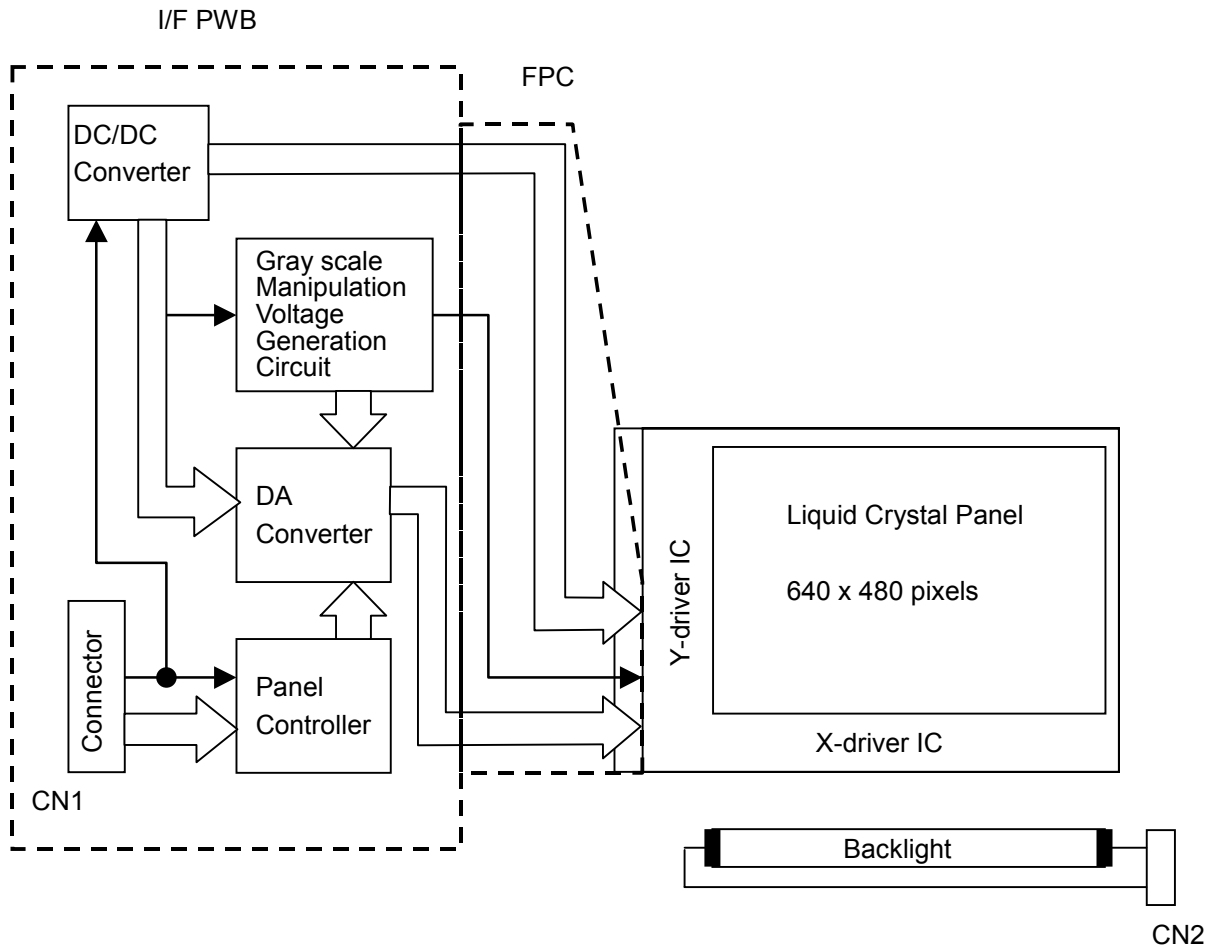 I/F PWB
FPC
DC/DC
Converter
Gray scale
Manipulation
Voltage
Generation
Circuit
DA
Converter
Liquid Crystal Panel
640 x 480 pixels
Y-driver IC
Connector
Panel
Controller
X-driver IC
CN1
Backlight
CN2